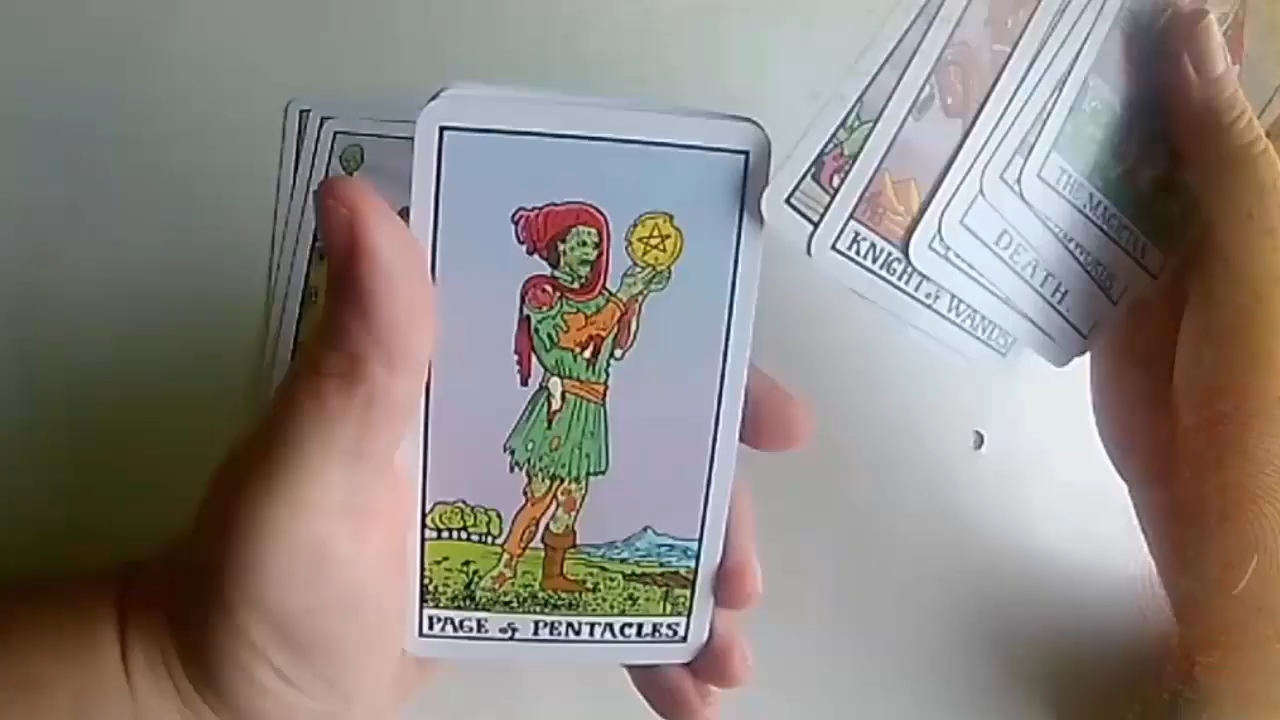 PAGE of PENTACLES.
KNIGHT of WANDS.
DEATH.
THE MAGICIAN